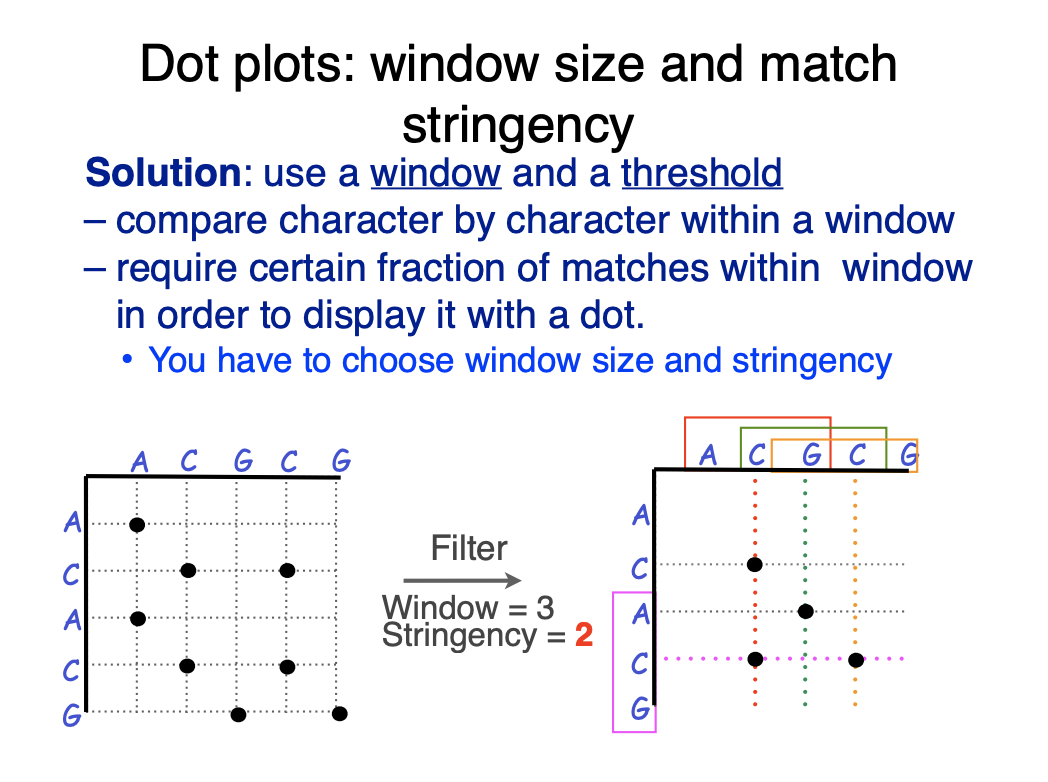 Dot plots: window size and match
stringency
Solution: use a window and a threshold
– compare character by character within a window
– require certain fraction of matches within window
in order to display it with a dot.
• You have to choose window size and stringency
A C G C G
A
C
A
C
G
Filter
Window = 3
Stringency = 2
A C G C G
A
C
A
C
G